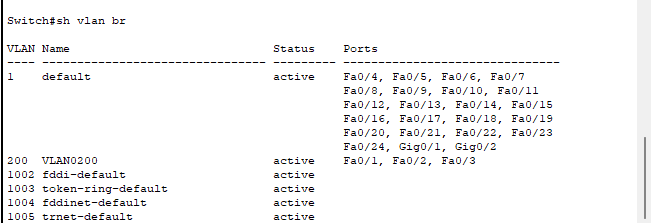 Switch#sh vlan br
VLAN Name                             Status    Ports
---- -------------------------------- --------- -------------------------------
1    default                          active    Fa0/4, Fa0/5, Fa0/6, Fa0/7
                                                Fa0/8, Fa0/9, Fa0/10, Fa0/11
                                                Fa0/12, Fa0/13, Fa0/14, Fa0/15
                                                Fa0/16, Fa0/17, Fa0/18, Fa0/19
                                                Fa0/20, Fa0/21, Fa0/22, Fa0/23
                                                Fa0/24, Gig0/1, Gig0/2
200  VLAN0200                         active    Fa0/1, Fa0/2, Fa0/3
1002 fddi-default                     active
1003 token-ring-default               active
1004 fddinet-default                  active
1005 trnet-default                    active